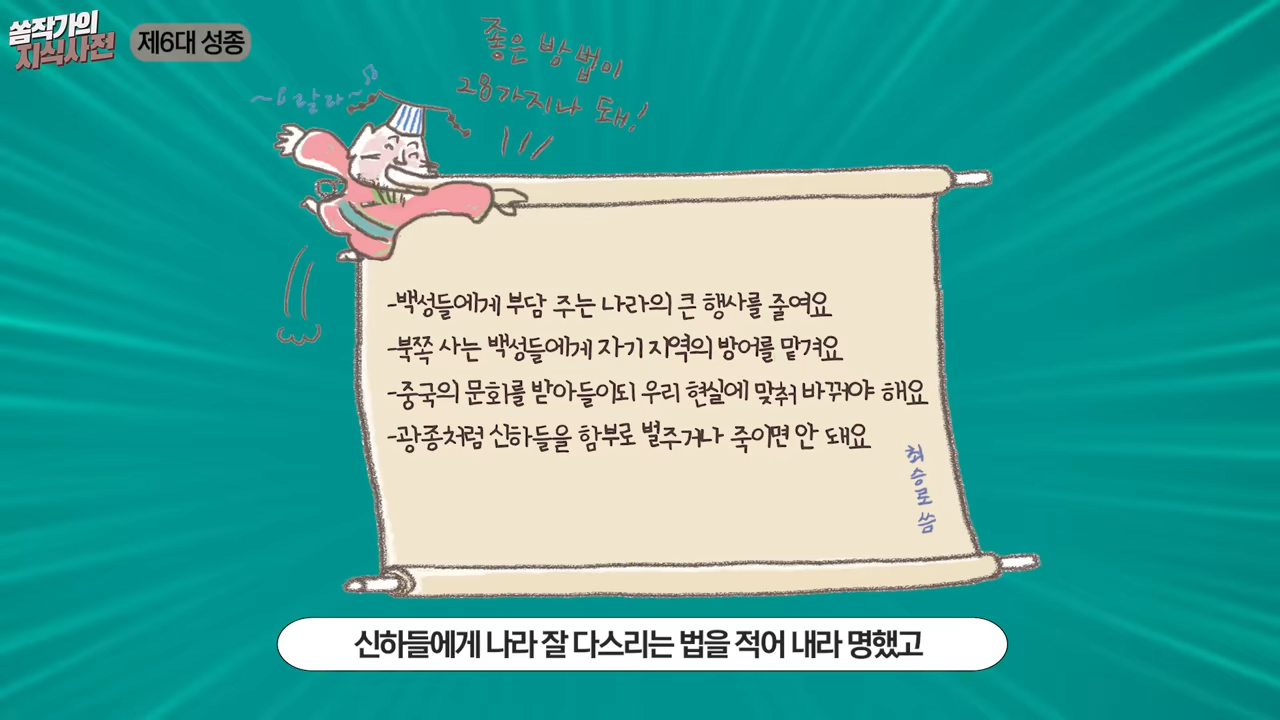 쏨작가의
지식사전
제6대 성종
좋은 방법이
28가지나 돼!
~요랄라~
-백성들에게 부담 주는 나라의 큰 행사를 줄여요
-북쪽 사는 백성들에게 자기 지역의 방어를 맡겨요
-중국의 문화를 받아들이되 우리 현실에 맞춰 바꿔야 해요
-광종처럼 신하들을 함부로 벌주거나 죽이면 안 돼요
최승로 씀
신하들에게 나라 잘 다스리는 법을 적어 내라 명했고